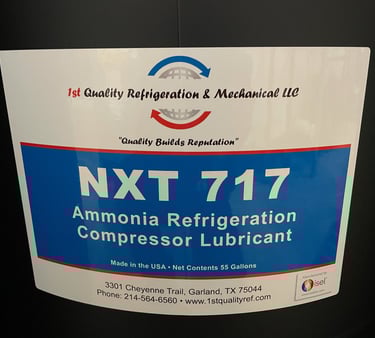 1st Quality Refrigeration & Mechanical LLC
"Quality Builds Reputation"
NXT 717
Ammonia Refrigeration
Compressor Lubricant
Made in the USA • Net Contents 55 Gallons
3301 Cheyenne Trail, Garland, TX 75044
Phone: 214-564-6560 • www.1stqualityref.com
isel